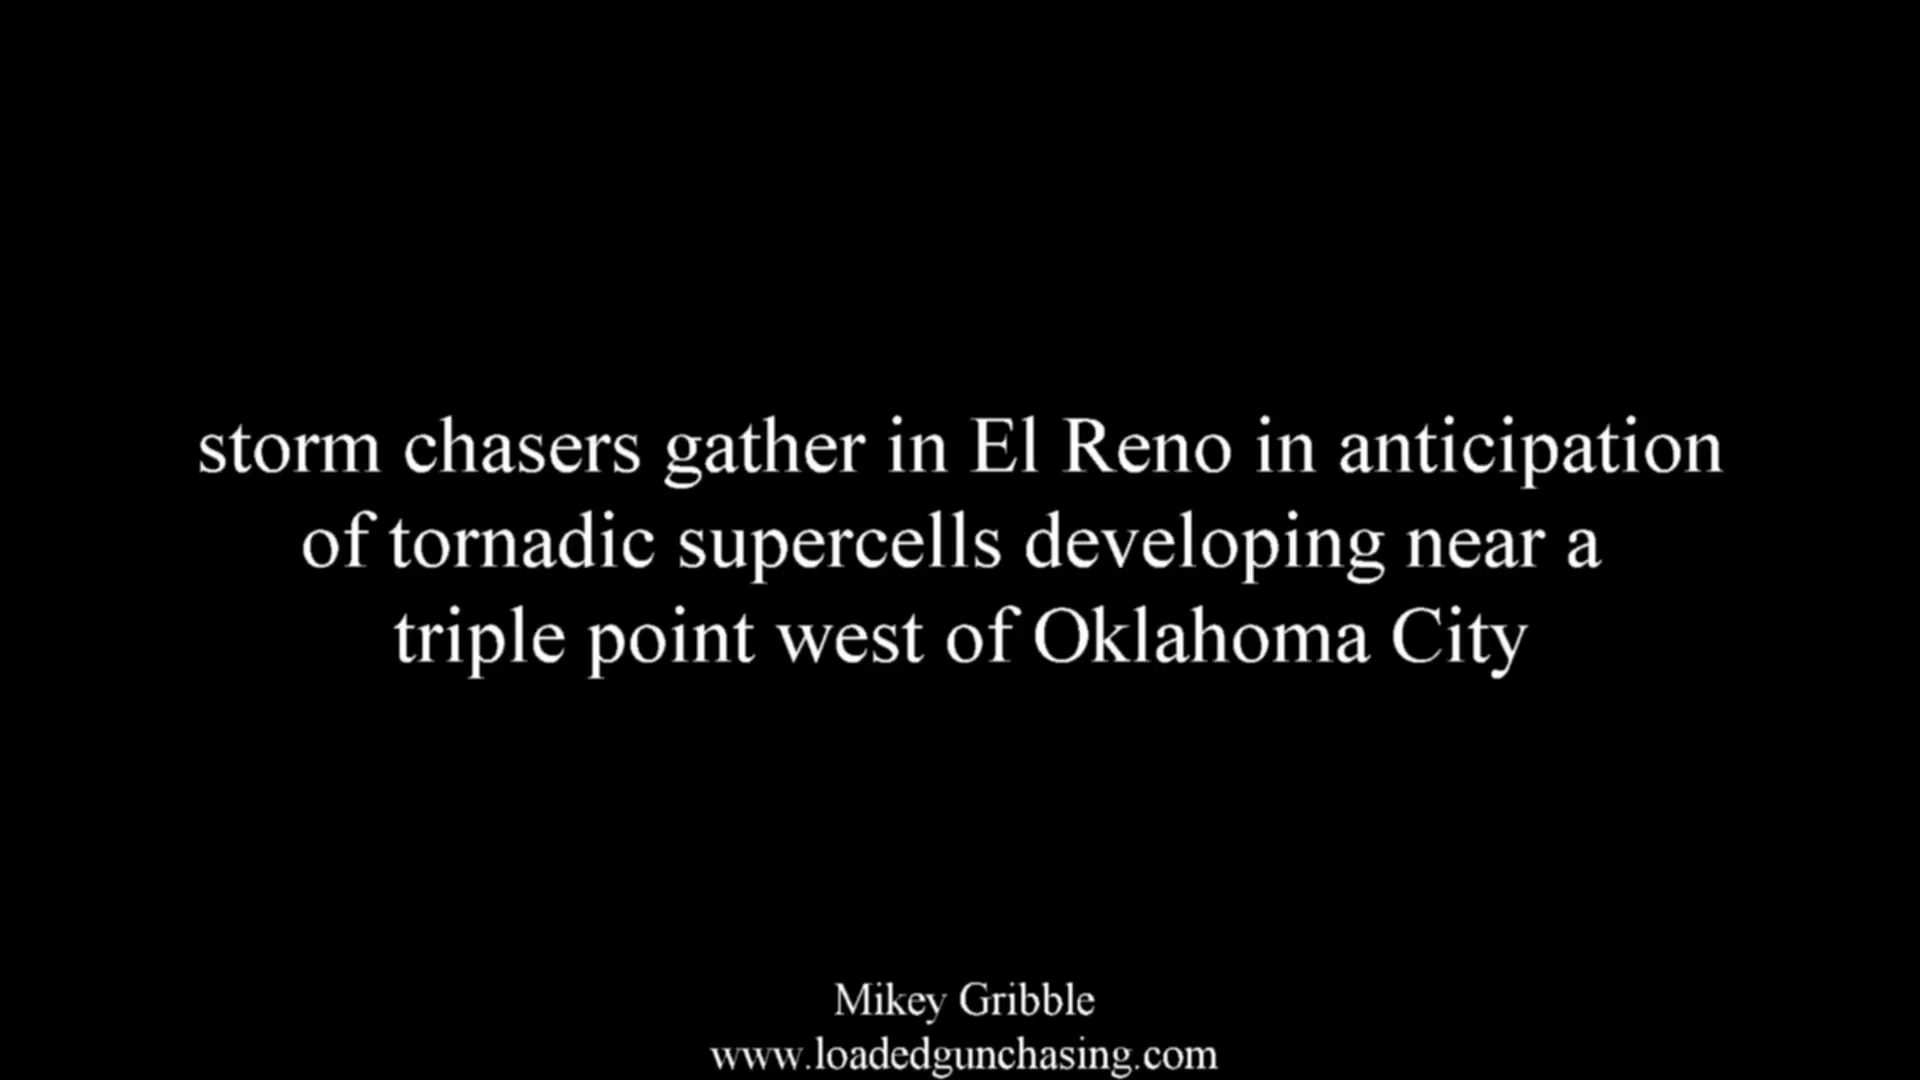 storm chasers gather in El Reno in anticipation
of tornadic supercells developing near a
triple point west of Oklahoma City
Mikey Gribble
www.loadedgunchasing.com